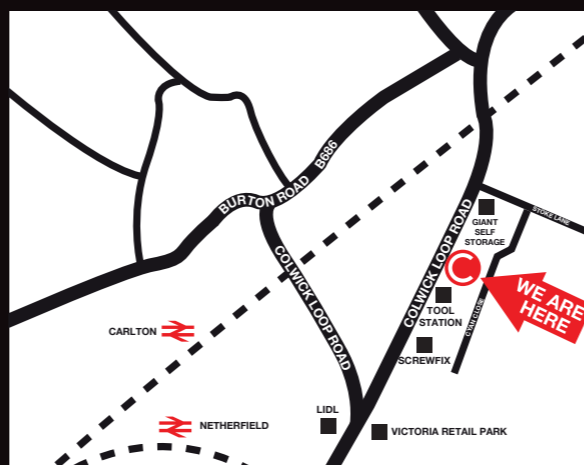 BURTON ROAD B686
STOKE LANE
GIANT
SELF
STORAGE
COLWICK LOOP ROAD
COLWICK LOOP ROAD
C
WE ARE
HERE
TOOL
STATION
CARLTON
SCREWFIX
LIDL
NETHERFIELD
VICTORIA RETAIL PARK